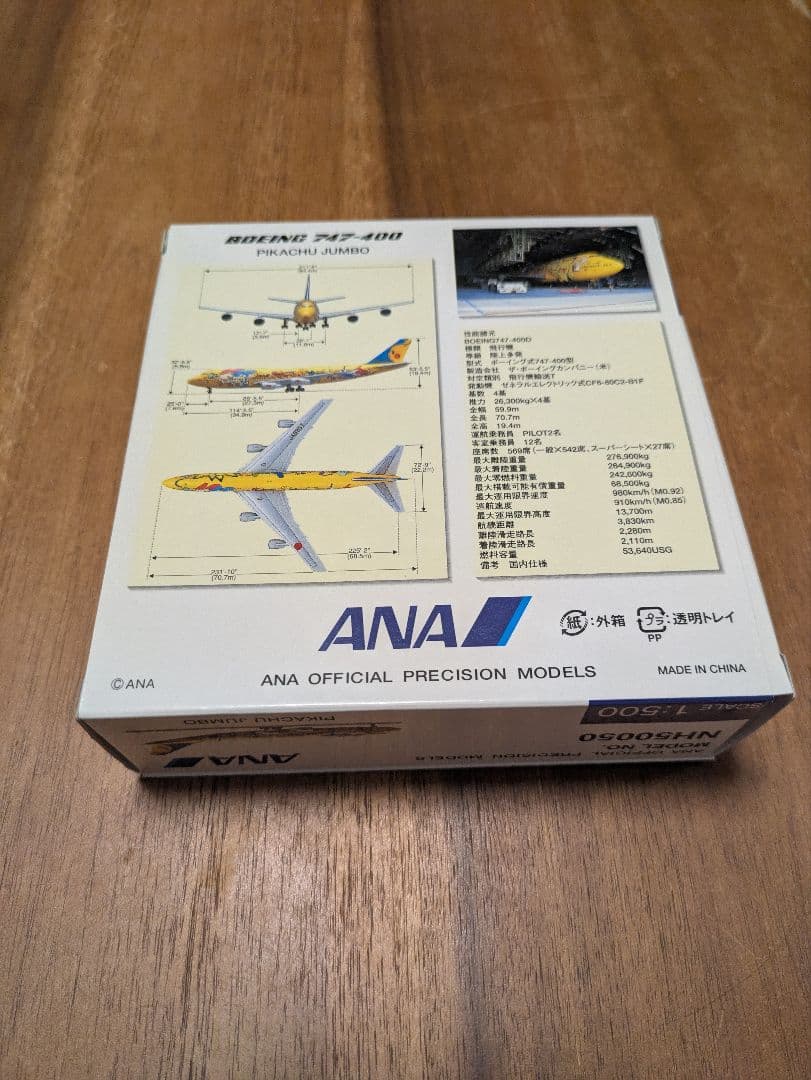 BOEING 747-400
PIKACHU JUMBO
225'-2"
(68.5m)
231'-10"
(70.7m)
72'-9"
(22.2m)
性能諸元
BOEING747-400D
種類 飛行機
等級 陸上多発
型式 ボーイング式747-400型
製造会社 ザ・ボーイングカンパニー（米）
耐空類別 飛行機輸送T
発動機 ゼネラルエレクトリック式CF6-80C2-B1F
基数 4基
推力 26,300kg×4基
全幅 59.9m
全長 70.7m
全高 19.4m
運航乗務員 PILOT2名
客室乗務員 12名
座席数 569席（一般×542席、スーパーシート×27席）
最大離陸重量 276,900kg
最大着陸重量 264,900kg
最大零燃料重量 242,600kg
最大搭載可能有償重量 68,500kg
最大運用限界速度 980km/h（M0.92）
巡航速度 910km/h（M0.85）
最大運用限界高度 13,700m
航続距離 3,830km
離陸滑走路長 2,280m
着陸滑走路長 2,110m
燃料容量 53,640USG
備考 国内仕様
ANA
紙：外箱 プラ：透明トレイ
PP
©ANA
ANA OFFICIAL PRECISION MODELS
MADE IN CHINA
SCALE 1:500
PIKACHU JUMBO
NH50050
MODEL NO.
ANA OFFICIAL PRECISION MODELS
ANA